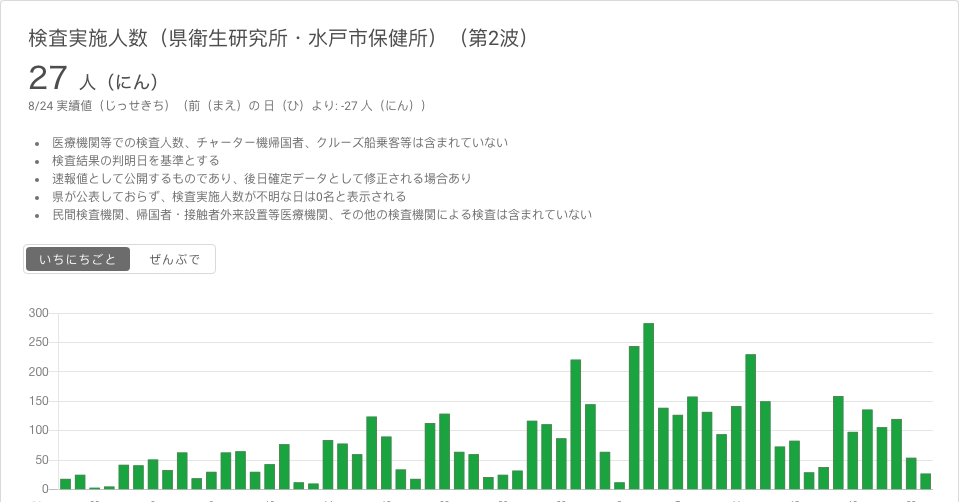 検査実施人数（県衛生研究所・水戸市保健所）（第2波）
27 人（にん）
8/24 実績値（じっせきち）（前（まえ）の 日（ひ）より: -27 人（にん））
• 医療機関等での検査人数、チャーター機帰国者、クルーズ船乗客等は含まれていない
• 検査結果の判明日を基準とする
• 速報値として公開するものであり、後日確定データとして修正される場合あり
• 県が公表しておらず、検査実施人数が不明な日は0名と表示される
• 民間検査機関、帰国者・接触者外来設置等医療機関、その他の検査機関による検査は含まれていない
いちにちごと ぜんぶで
300
250
200
150
100
50
0